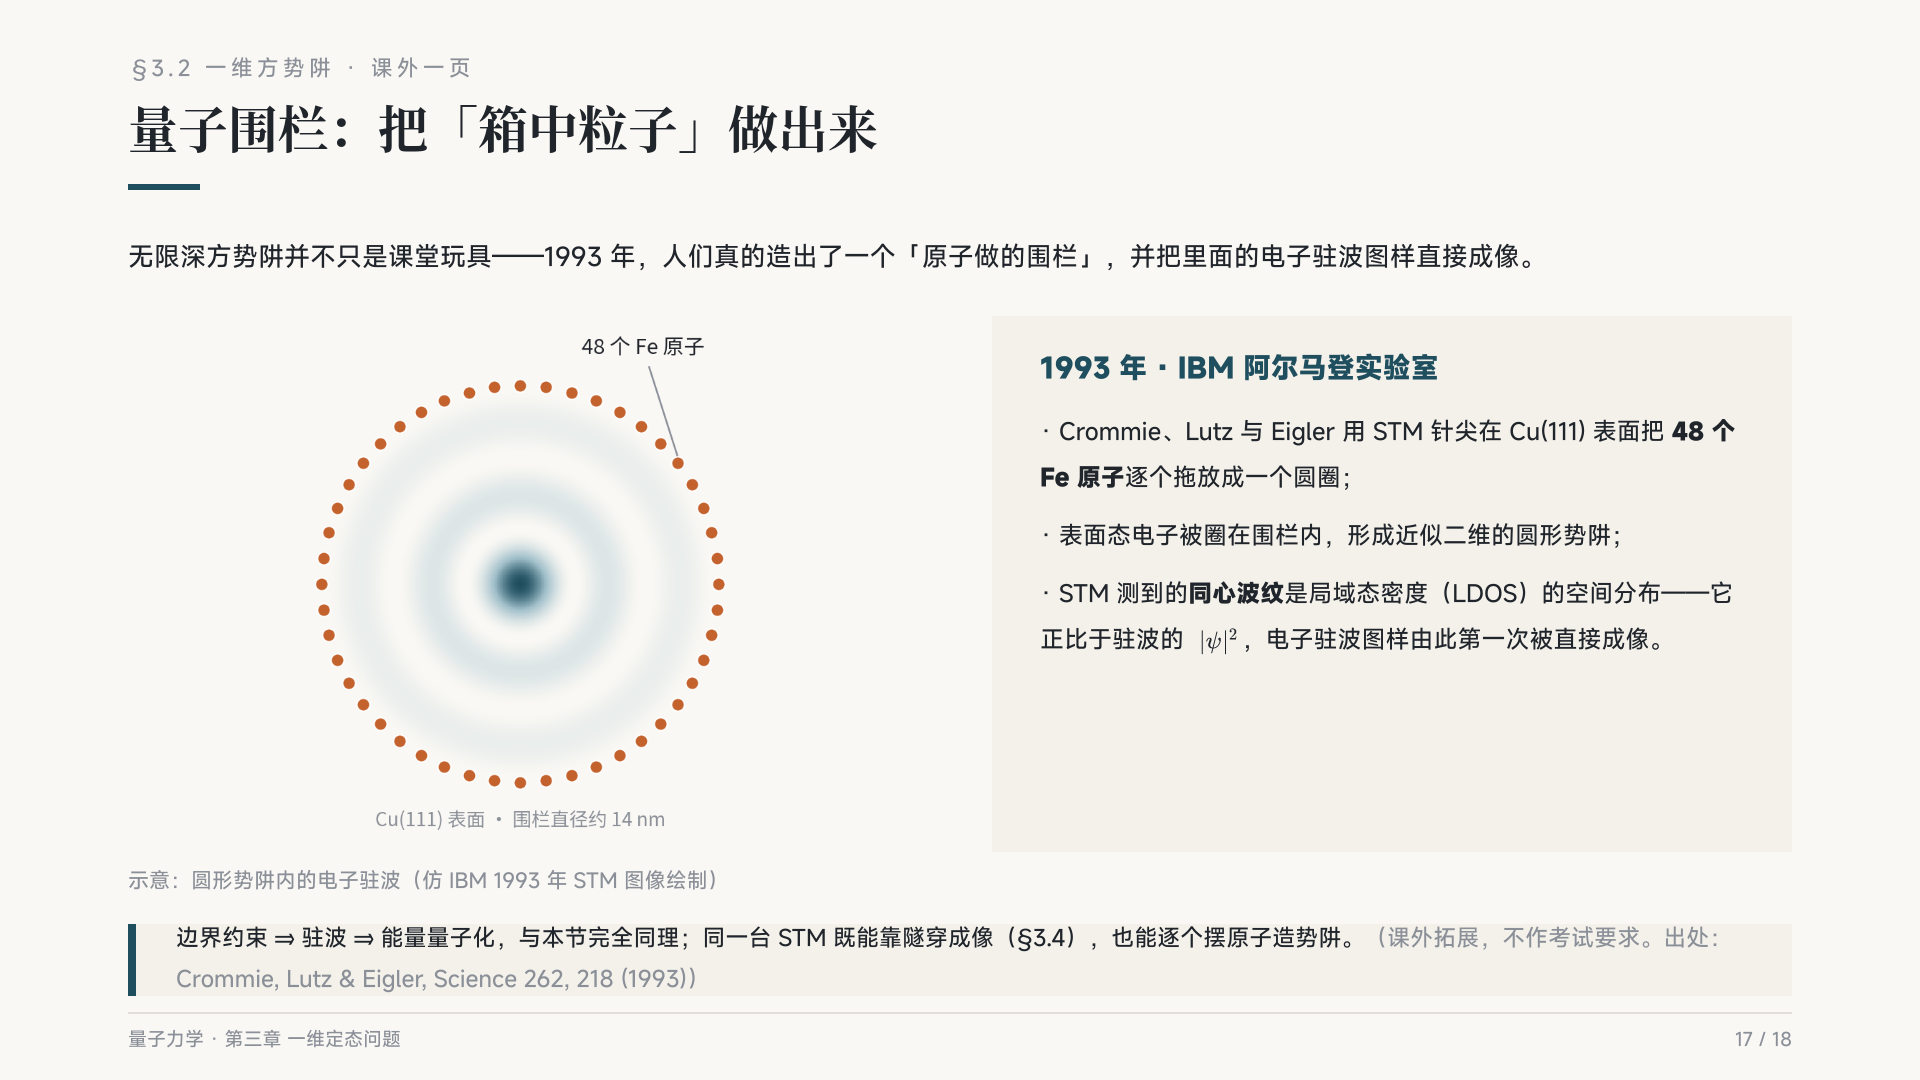 §3.2 一维方势阱 · 课外一页
量子围栏：把「箱中粒子」做出来
无限深方势阱并不只是课堂玩具——1993 年，人们真的造出了一个「原子做的围栏」，并把里面的电子驻波图样直接成像。
48 个 Fe 原子
Cu(111) 表面 · 围栏直径约 14 nm
示意：圆形势阱内的电子驻波（仿 IBM 1993 年 STM 图像绘制）
1993 年 · IBM 阿尔马登实验室
· Crommie、Lutz 与 Eigler 用 STM 针尖在 Cu(111) 表面把 48 个
Fe 原子逐个拖放成一个圆圈；
· 表面态电子被圈在围栏内，形成近似二维的圆形势阱；
· STM 测到的同心波纹是局域态密度（LDOS）的空间分布——它
正比于驻波的 |ψ|²，电子驻波图样由此第一次被直接成像。
边界约束 ⇒ 驻波 ⇒ 能量量子化，与本节完全同理；同一台 STM 既能靠隧穿成像（§3.4），也能逐个摆原子造势阱。（课外拓展，不作考试要求。出处：
Crommie, Lutz & Eigler, Science 262, 218 (1993)）
量子力学 · 第三章 一维定态问题
17 / 18